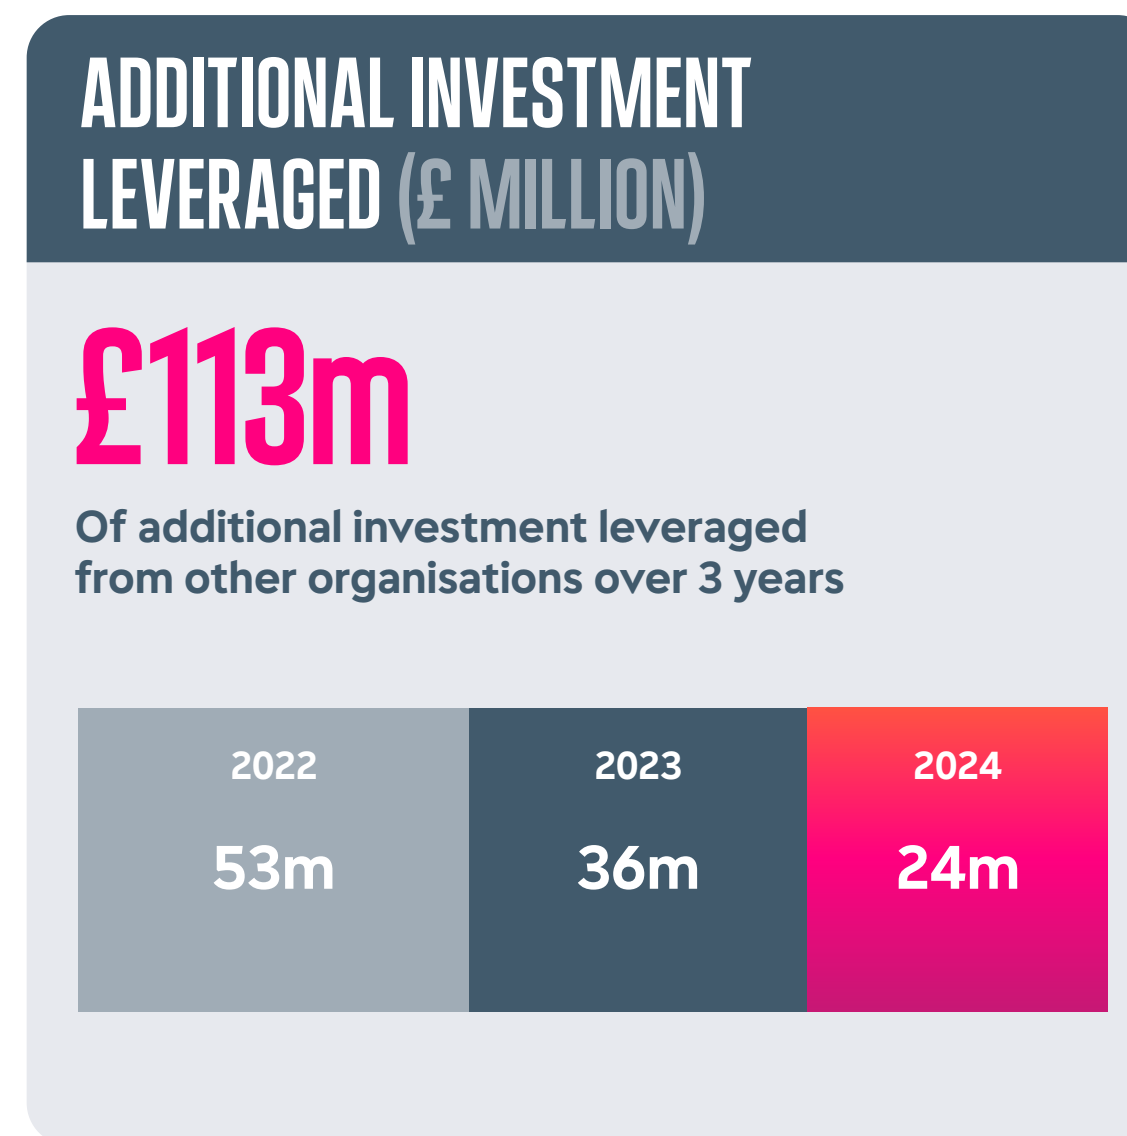 ADDITIONAL INVESTMENT
LEVERAGED (£ MILLION)
£113m
Of additional investment leveraged
from other organisations over 3 years
2022
53m
2023
36m
2024
24m